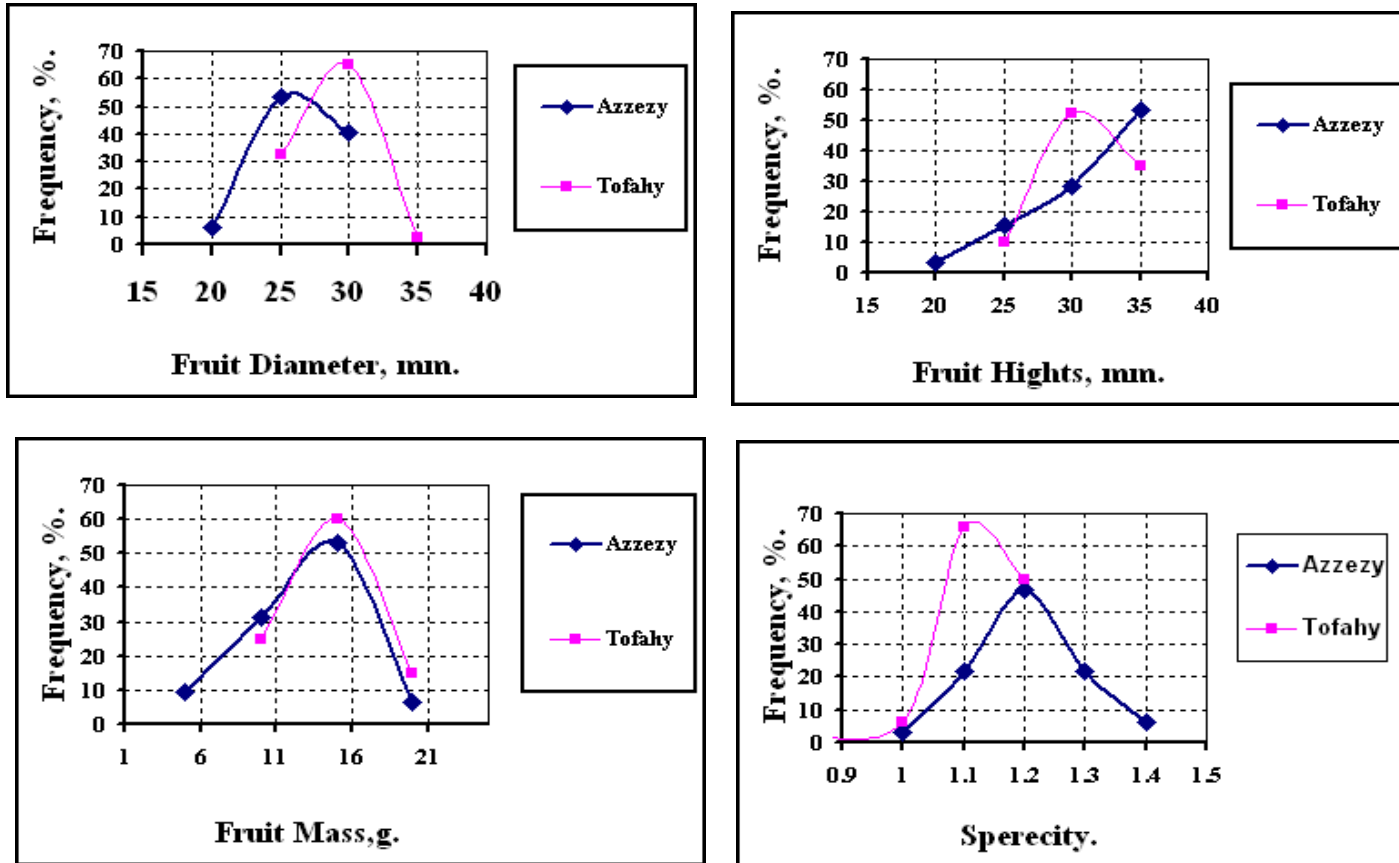 Frequency, %.
70
60
50
40
30
20
10
0
15 20 25 30 35 40
Fruit Diameter, mm.
Azzezy
Tofahy
Frequency, %.
70
60
50
40
30
20
10
0
15 20 25 30 35 40
Fruit Hights, mm.
Azzezy
Tofahy
Frequency, %.
70
60
50
40
30
20
10
0
1 6 11 16 21
Fruit Mass,g.
Azzezy
Tofahy
Frequency, %.
70
60
50
40
30
20
10
0
0.9 1 1.1 1.2 1.3 1.4 1.5
Sperecity.
Azzezy
Tofahy